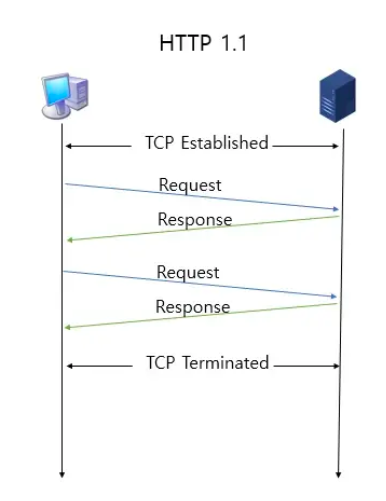 HTTP 1.1
TCP Established
Request
Response
Request
Response
TCP Terminated